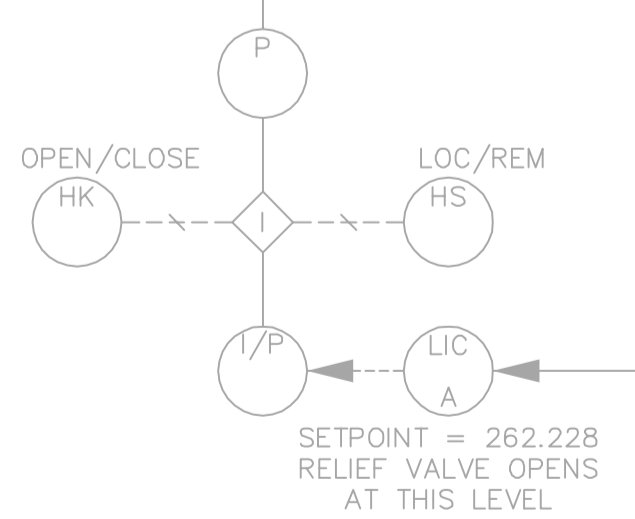 P
OPEN/CLOSE
LOC/REM
HK
HS
I
I/P
LIC
A
SETPOINT = 262.228
RELIEF VALVE OPENS
AT THIS LEVEL